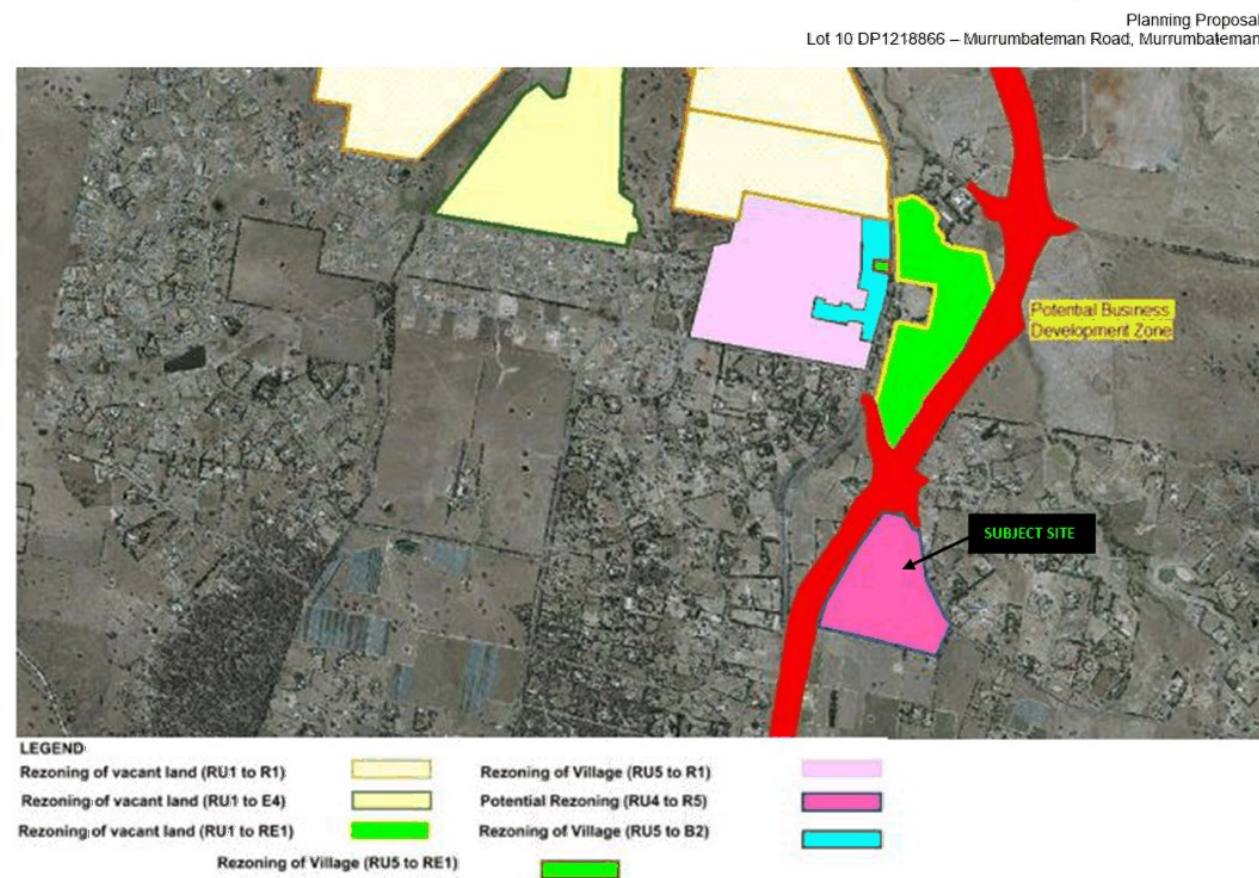 Planning Proposal
Lot 10 DP1218866 – Murrumbateman Road, Murrumbateman
Potential Business
Development Zone
SUBJECT SITE
LEGEND
Rezoning of vacant land (RU1 to R1)
Rezoning of Village (RU5 to R1)
Rezoning of vacant land (RU1 to E4)
Potential Rezoning (RU4 to R5)
Rezoning of vacant land (RU1 to RE1)
Rezoning of Village (RU5 to B2)
Rezoning of Village (RU5 to RE1)